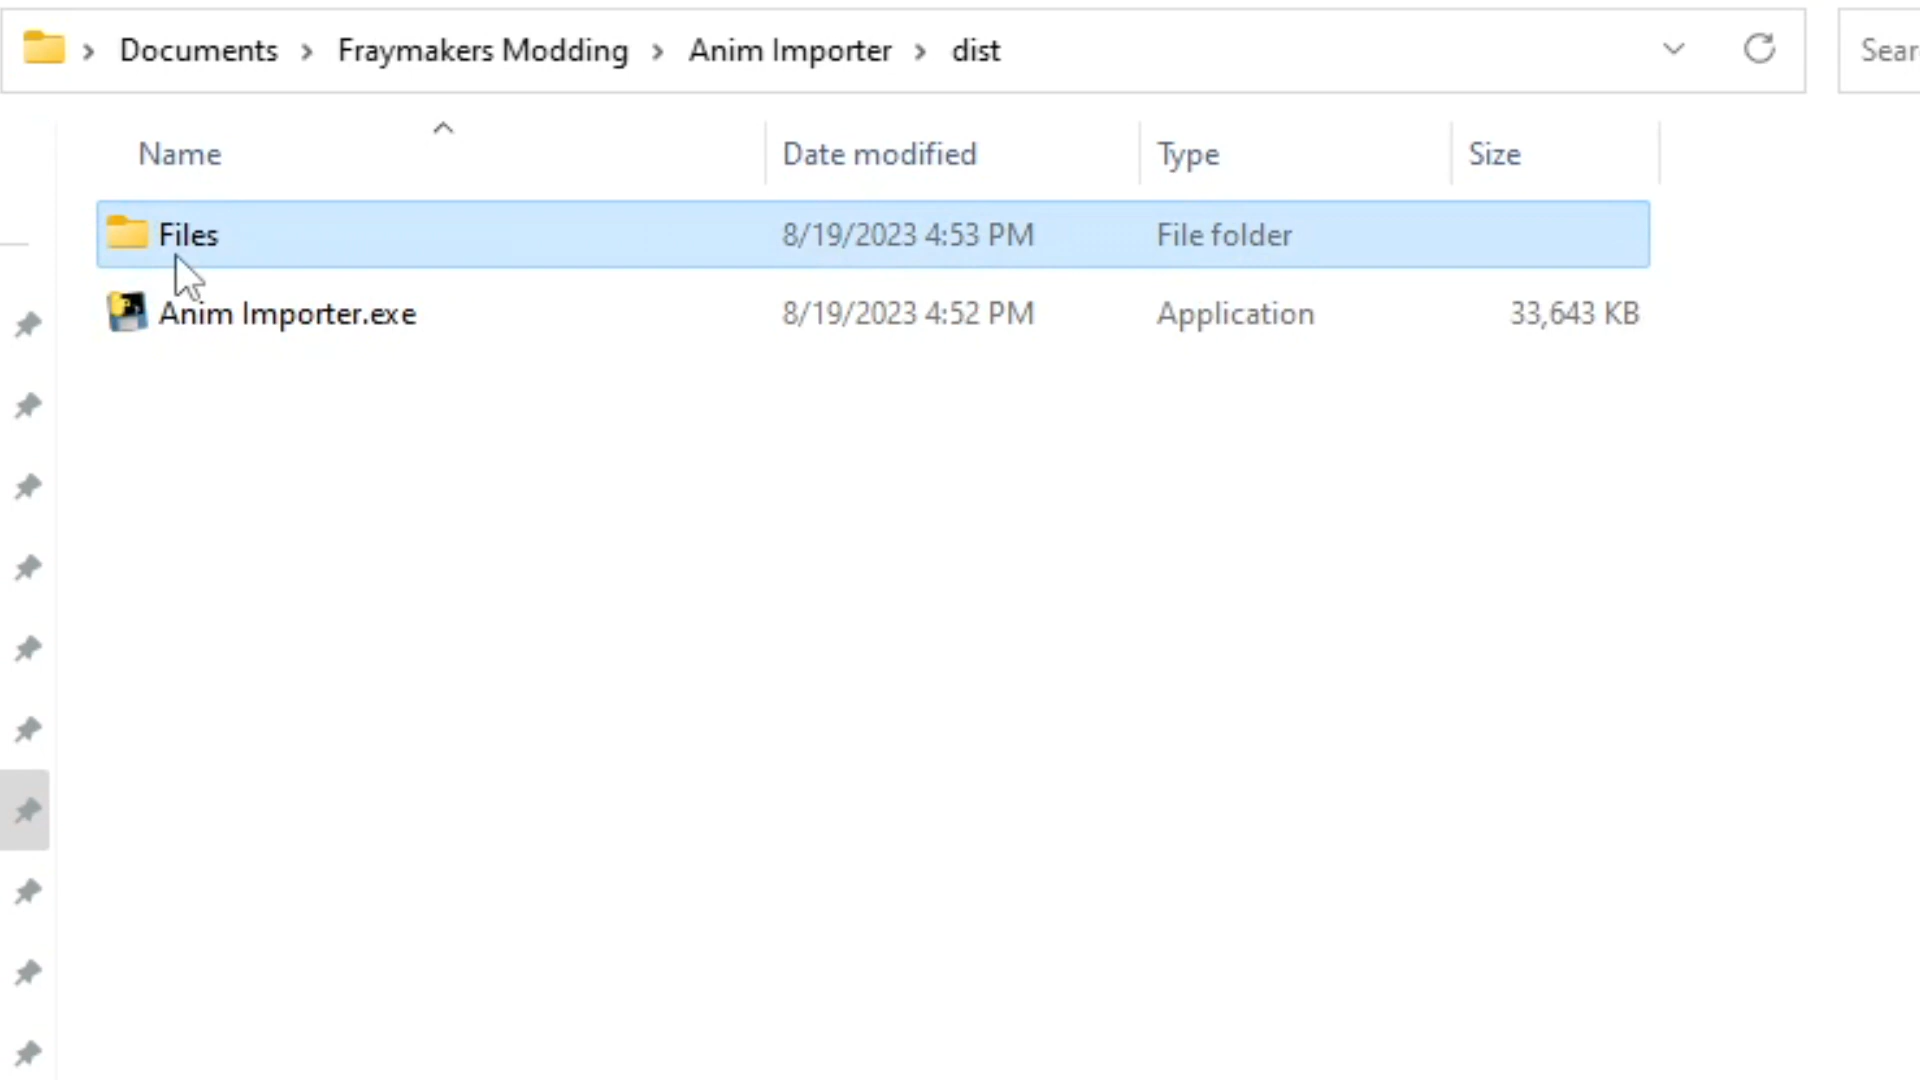 Documents Fraymakers Modding Anim Importer dist
Sear
Name Date modified Type Size
Files 8/19/2023 4:53 PM File folder
Anim Importer.exe 8/19/2023 4:52 PM Application 33,643 KB